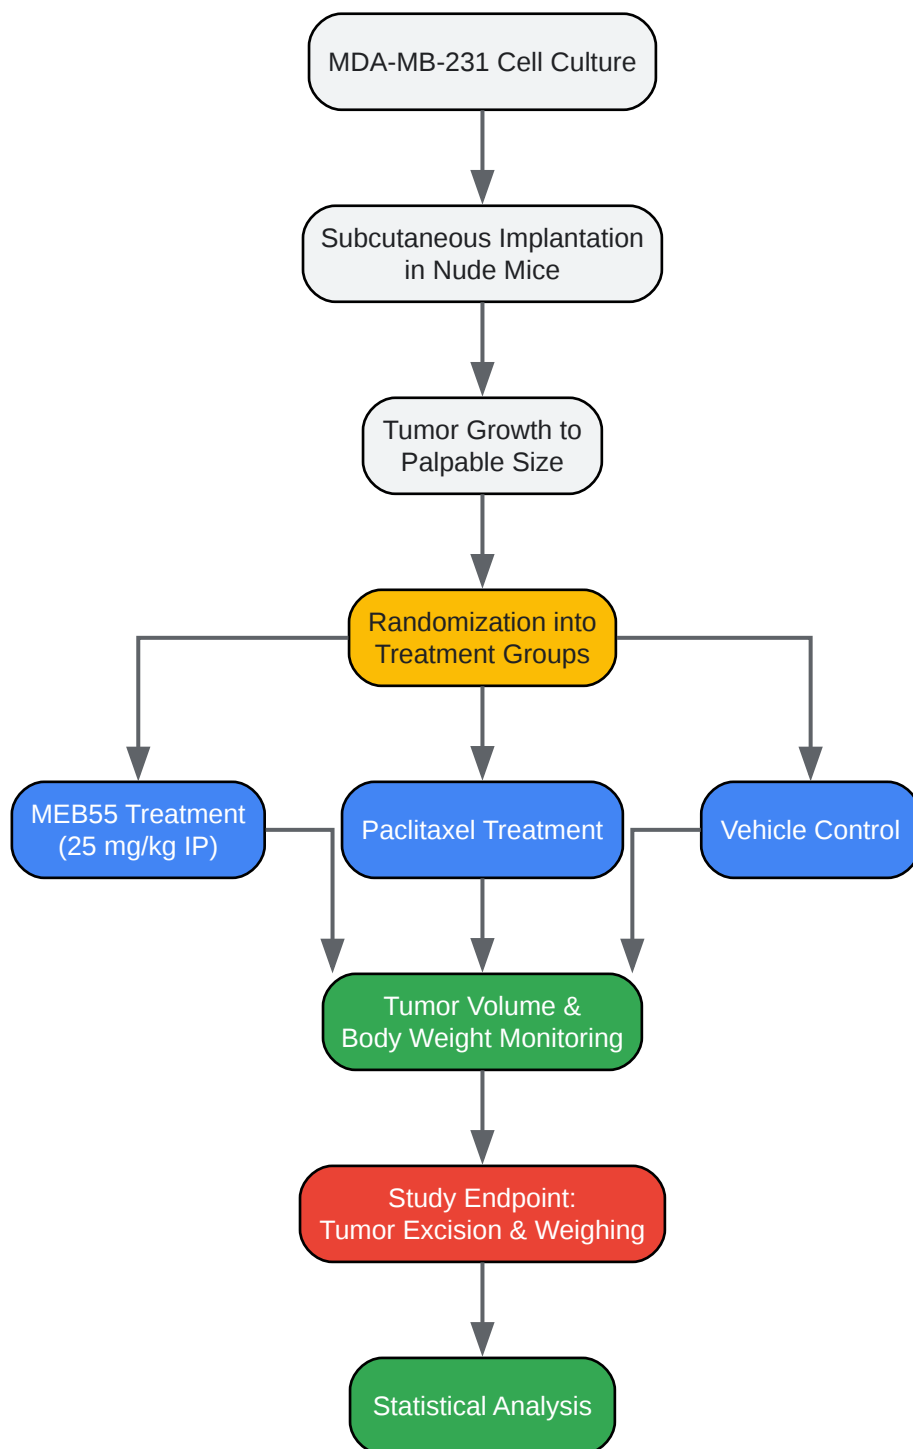 MDA-MB-231 Cell Culture
Subcutaneous Implantation
in Nude Mice
Tumor Growth to
Palpable Size
Randomization into
Treatment Groups
MEB55 Treatment
(25 mg/kg IP)
Paclitaxel Treatment
Vehicle Control
Tumor Volume &
Body Weight Monitoring
Study Endpoint:
Tumor Excision & Weighing
Statistical Analysis